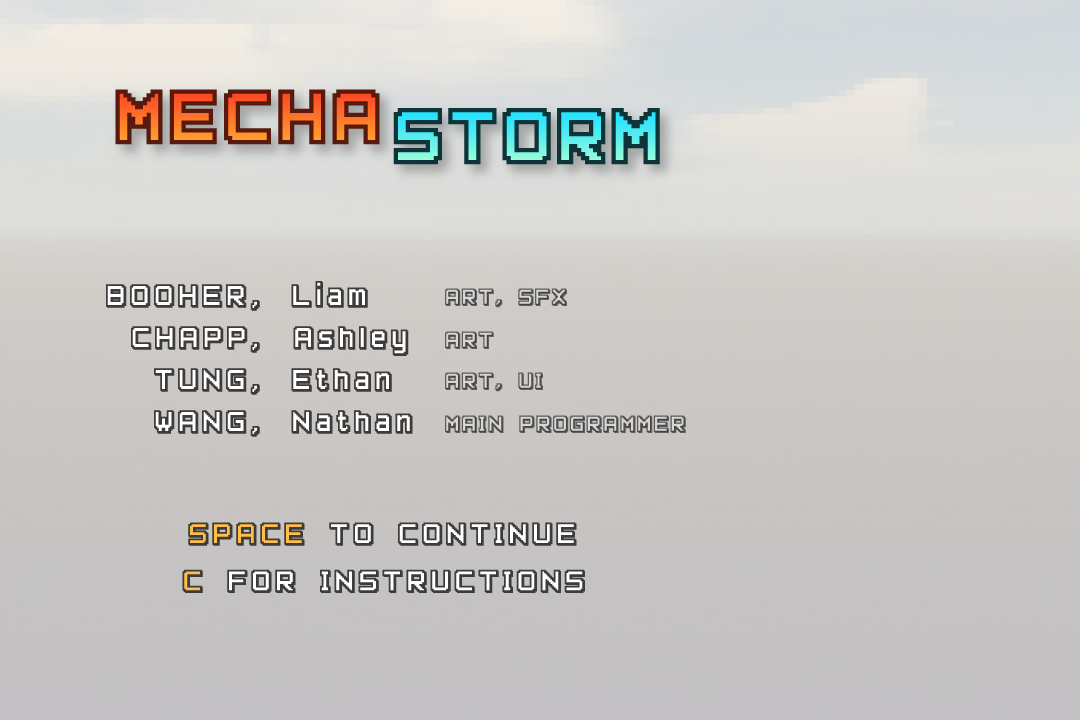 MECHA STORM
BOOHER, Liam ART, SFX
CHAPP, Ashley ART
TUNG, Ethan ART, UI
WANG, Nathan MAIN PROGRAMMER
SPACE TO CONTINUE
C FOR INSTRUCTIONS